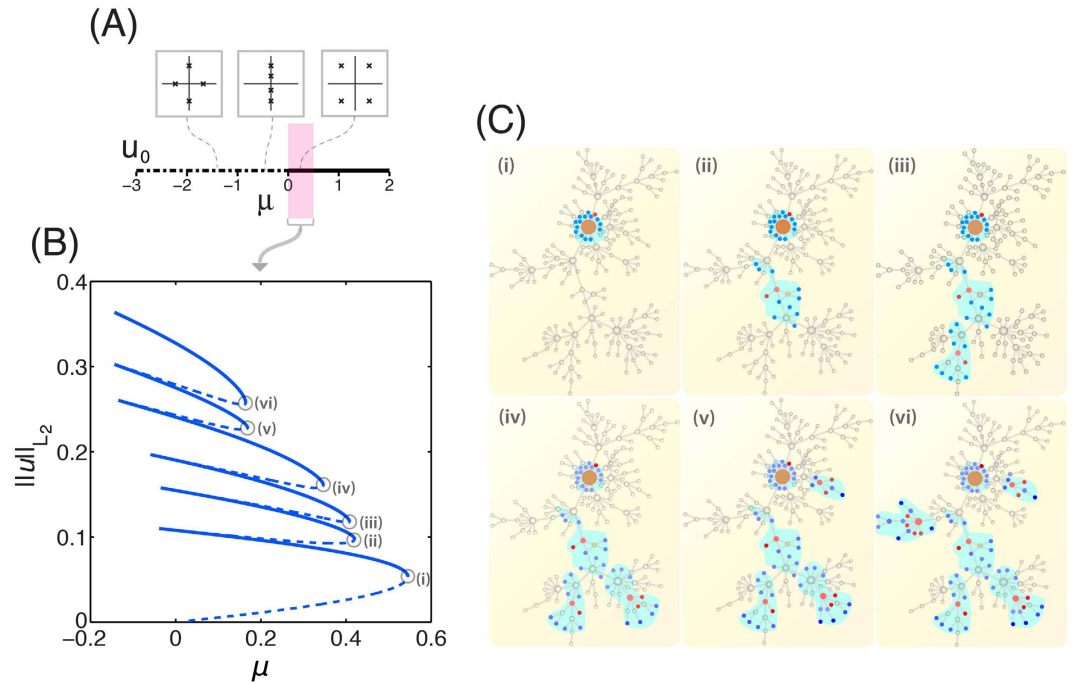 (A)
u0
−3 −2 −1 0 1 2
μ
(B)
0.4
0.3
0.2
0.1
0
||u||L2
(vi)
(v)
(iv)
(iii)
(ii)
(i)
−0.2 0 0.2 0.4 0.6
μ
(C)
(i) (ii) (iii)
(iv) (v) (vi)